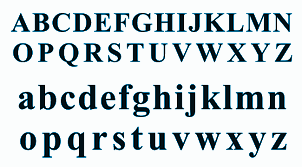 ABCDEFGHIJKLMN
OPQRSTUVWXYZ
abcdefghijklmn
opqrstuvwxyz